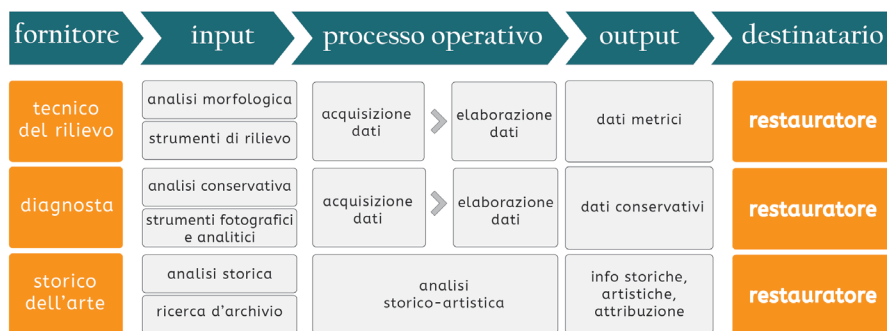 fornitore
input
processo operativo
output
destinatario
tecnico
del rilievo
analisi morfologica
strumenti di rilievo
acquisizione
dati
elaborazione
dati
dati metrici
restauratore
diagnosta
analisi conservativa
strumenti fotografici
e analitici
acquisizione
dati
elaborazione
dati
dati conservativi
restauratore
storico
dell'arte
analisi storica
ricerca d'archivio
analisi
storico-artistica
info storiche,
artistiche,
attribuzione
restauratore